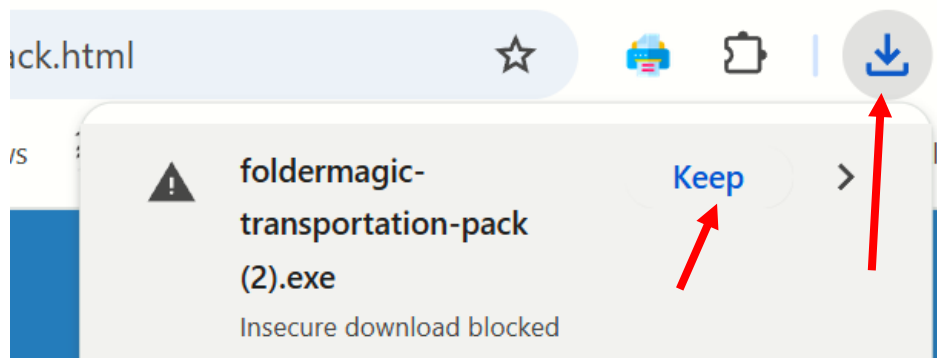 ack.html
foldermagic-
Keep
transportation-pack
(2).exe
Insecure download blocked